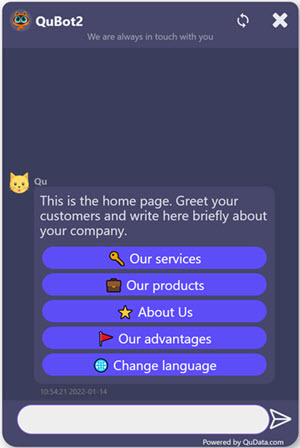 QuBot2
We are always in touch with you
Qu
This is the home page. Greet your
customers and write here briefly about
your company.
Our services
Our products
About Us
Our advantages
Change language
10:54:21 2022-01-14
Powered by QuData.com